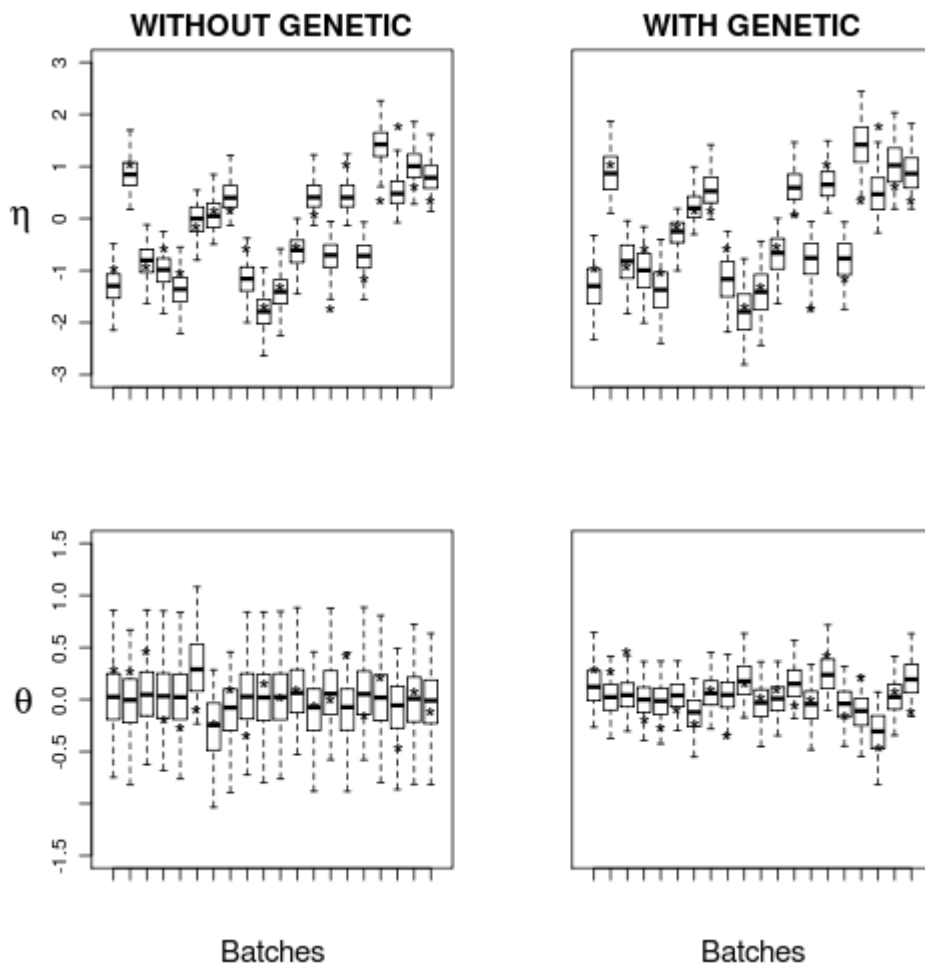 WITHOUT GENETIC WITH GENETIC
3
2
1
η 0
-1
-2
-3
1.5
1.0
0.5
θ 0.0
-0.5
-1.5
Batches Batches